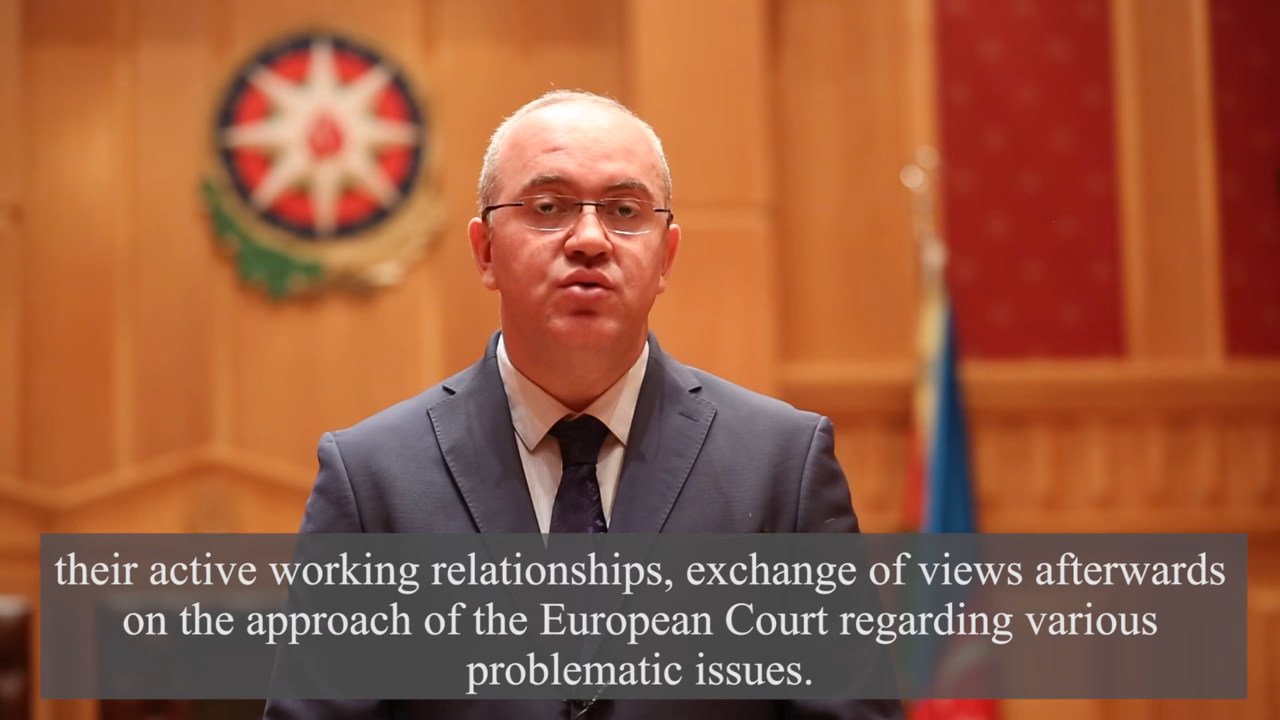 their active working relationships, exchange of views afterwards
on the approach of the European Court regarding various
problematic issues.